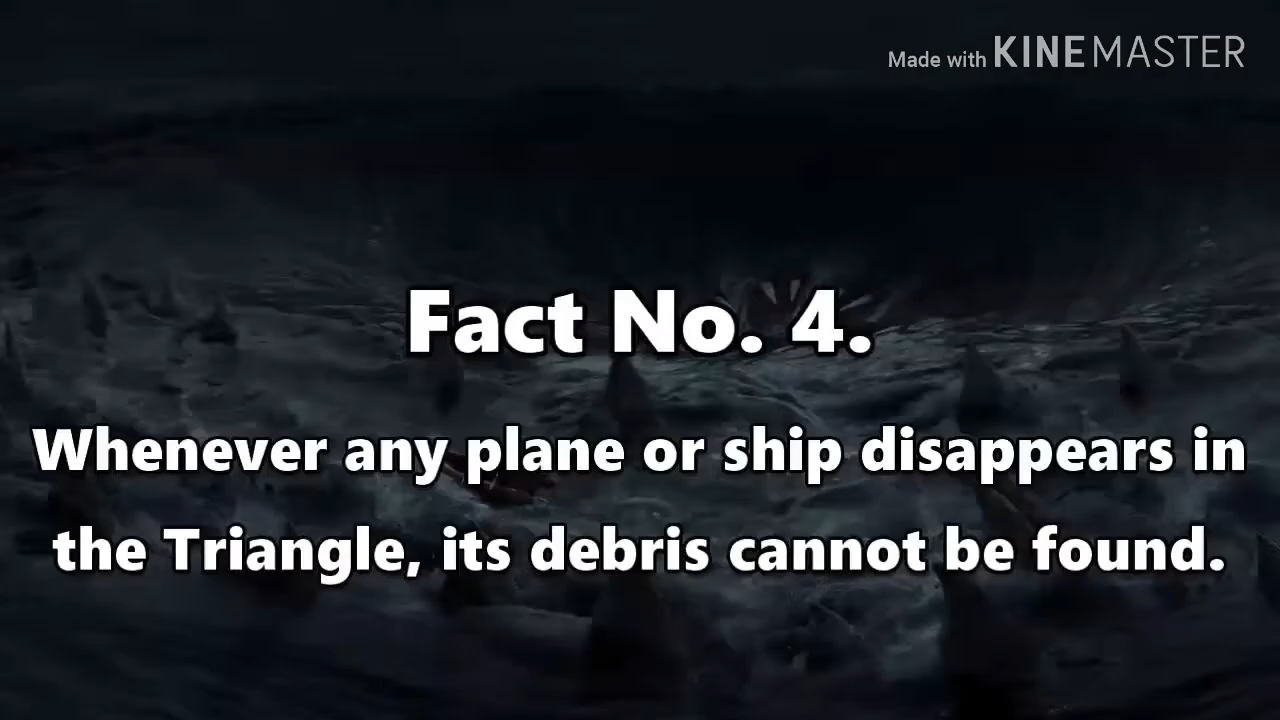 Made with KINEMASTER
Fact No. 4.
Whenever any plane or ship disappears in
the Triangle, its debris cannot be found.